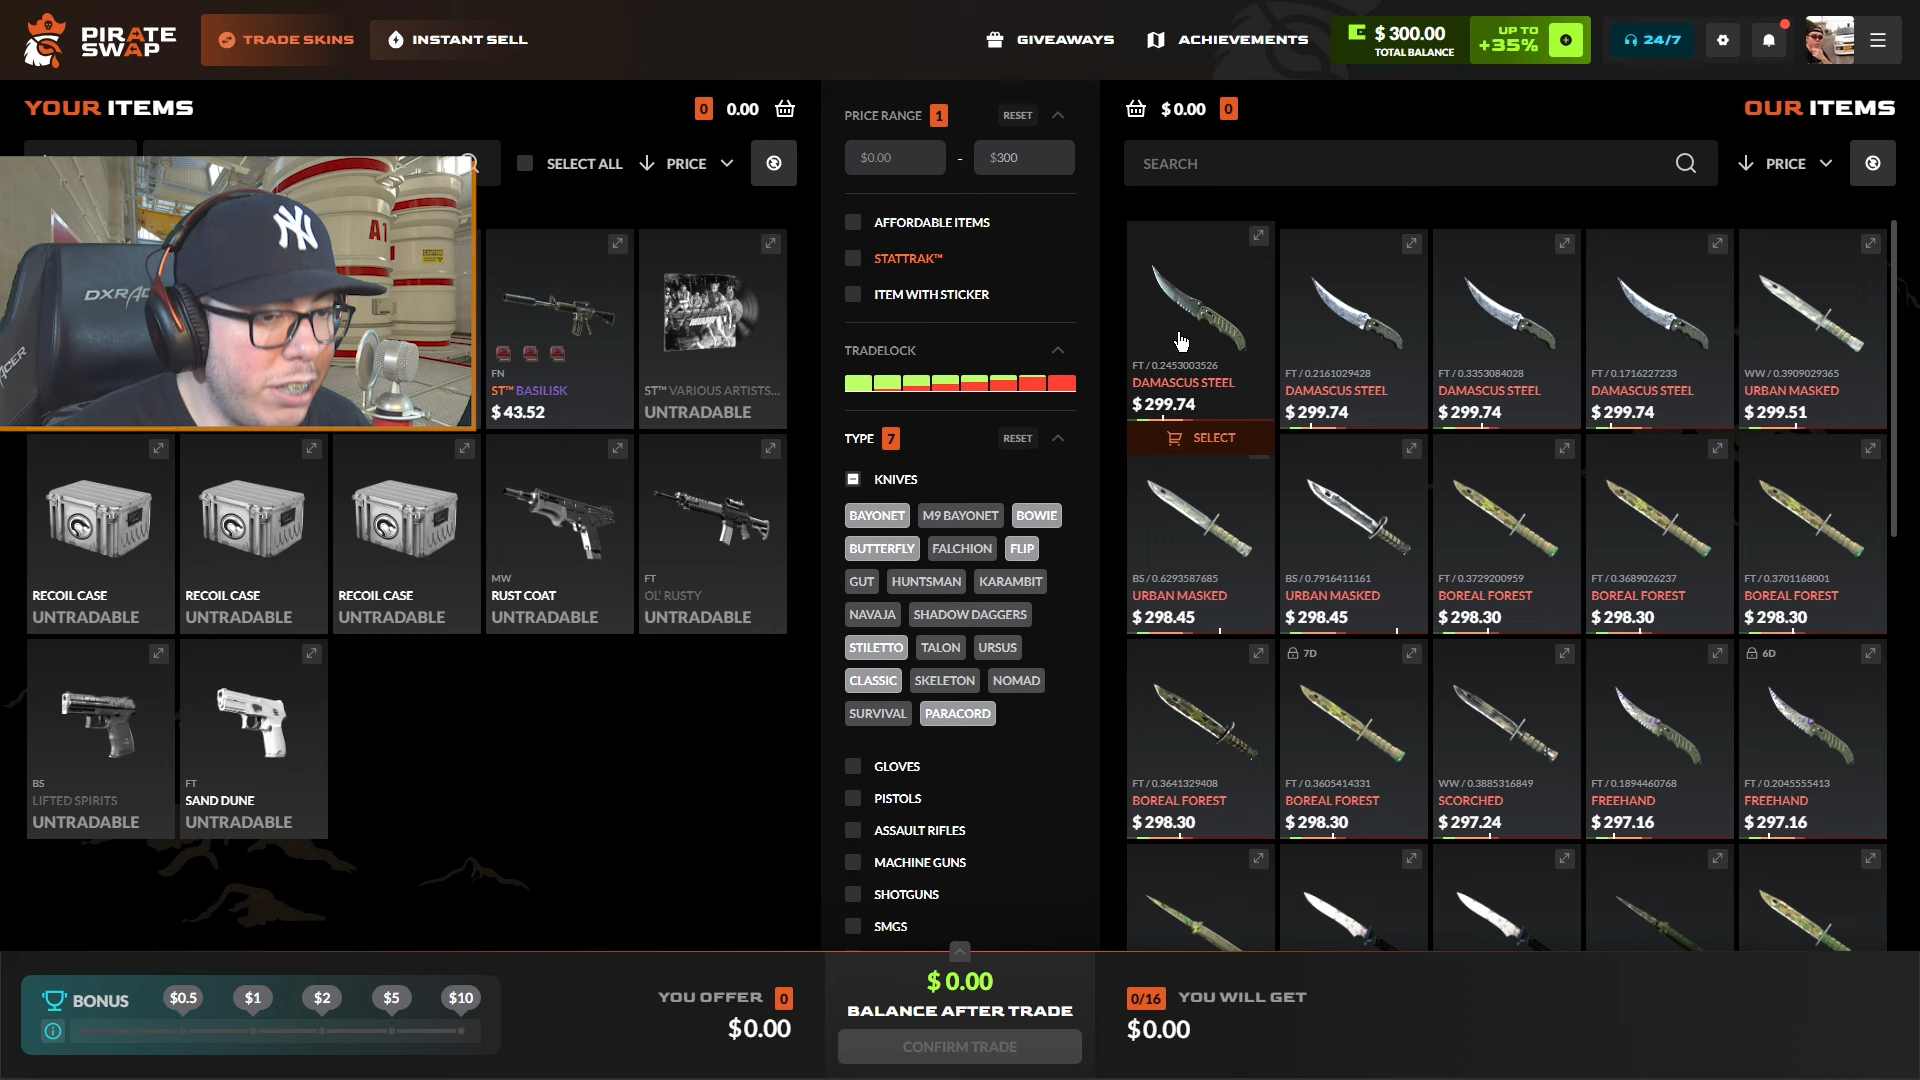 PIRATE
SWAP
TRADE SKINS
INSTANT SELL
GIVEAWAYS
ACHIEVEMENTS
$ 300.00
TOTAL BALANCE
UP TO
+35%
24/7
YOUR ITEMS
0
0.00
SELECT ALL
PRICE
PRICE RANGE 1
RESET
$0.00
-
$300
AFFORDABLE ITEMS
STATTRAK™
ITEM WITH STICKER
TRADELOCK
TYPE 7
RESET
KNIVES
BAYONET
M9 BAYONET
BOWIE
BUTTERFLY
FALCHION
FLIP
GUT
HUNTSMAN
KARAMBIT
NAVAJA
SHADOW DAGGERS
STILETTO
TALON
URSUS
CLASSIC
SKELETON
NOMAD
SURVIVAL
PARACORD
GLOVES
PISTOLS
ASSAULT RIFLES
MACHINE GUNS
SHOTGUNS
SMGS
$0.00
0
OUR ITEMS
SEARCH
PRICE
NY
DXRAC
ACER
A1
FN
ST™ BASILISK
$ 43.52
ST™ VARIOUS ARTISTS...
UNTRADABLE
RECOIL CASE
UNTRADABLE
RECOIL CASE
UNTRADABLE
RECOIL CASE
UNTRADABLE
MW
RUST COAT
UNTRADABLE
FT
OL' RUSTY
UNTRADABLE
BS
LIFTED SPIRITS
UNTRADABLE
FT
SAND DUNE
UNTRADABLE
FT / 0.2453003526
DAMASCUS STEEL
$ 299.74
SELECT
FT / 0.2161029428
DAMASCUS STEEL
$ 299.74
FT / 0.3353084028
DAMASCUS STEEL
$ 299.74
FT / 0.1716227233
DAMASCUS STEEL
$ 299.74
WW / 0.3909029365
URBAN MASKED
$ 299.51
BS / 0.6293587685
URBAN MASKED
$ 298.45
BS / 0.7916411161
URBAN MASKED
$ 298.45
FT / 0.3729200959
BOREAL FOREST
$ 298.30
FT / 0.3689026237
BOREAL FOREST
$ 298.30
FT / 0.3701168001
BOREAL FOREST
$ 298.30
FT / 0.3641329408
BOREAL FOREST
$ 298.30
7D
FT / 0.3605414331
BOREAL FOREST
$ 298.30
WW / 0.3885316849
SCORCHED
$ 297.24
FT / 0.1894460768
FREEHAND
$ 297.16
6D
FT / 0.2045555413
FREEHAND
$ 297.16
BONUS
$0.5
$1
$2
$5
$10
YOU OFFER 0
$0.00
$0.00
BALANCE AFTER TRADE
CONFIRM TRADE
0/16 YOU WILL GET
$0.00